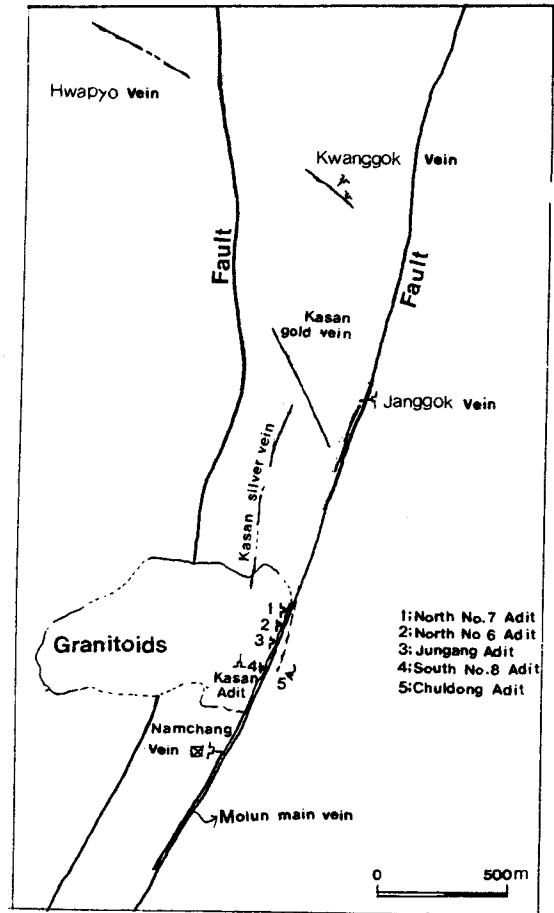 Hwapyo Vein
Kwanggok Vein
Fault
Fault
Kasan
gold vein
Janggok Vein
Kasan silver vein
1
2
3
4
5
Granitoids
Kasan
Adit
1;North No.7 Adit
2;North No 6 Adit
3;Jungang Adit
4;South No.8 Adit
5;Chuldong Adit
Namchang
Vein
Molun main vein
0 500m